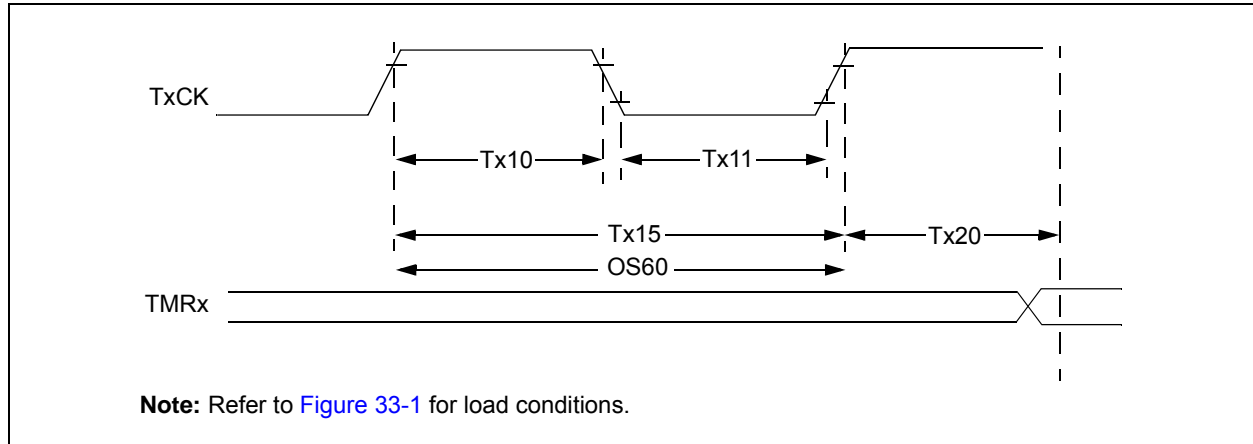 TxCK
Tx10
Tx11
Tx15
Tx20
OS60
TMRx
Note: Refer to Figure 33-1 for load conditions.